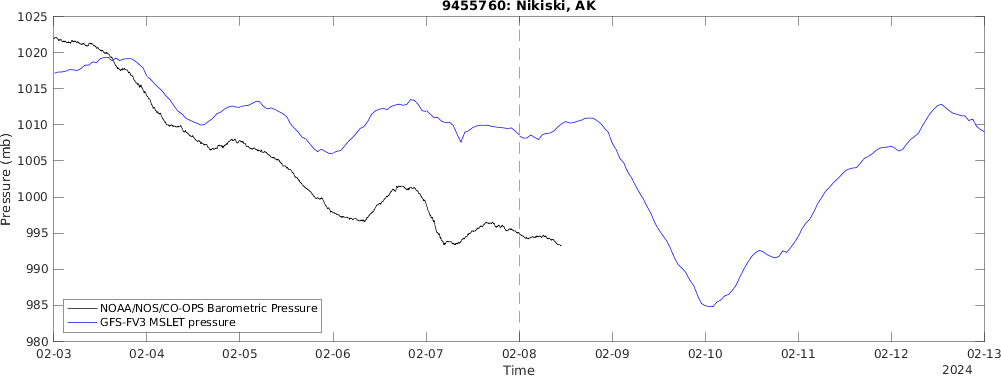 9455760: Nikiski, AK
Pressure (mb)
1025
1020
1015
1010
1005
1000
995
990
985
980
NOAA/NOS/CO-OPS Barometric Pressure
GFS-FV3 MSLET pressure
02-03 02-04 02-05 02-06 02-07 02-08 02-09 02-10 02-11 02-12 02-13
Time
2024